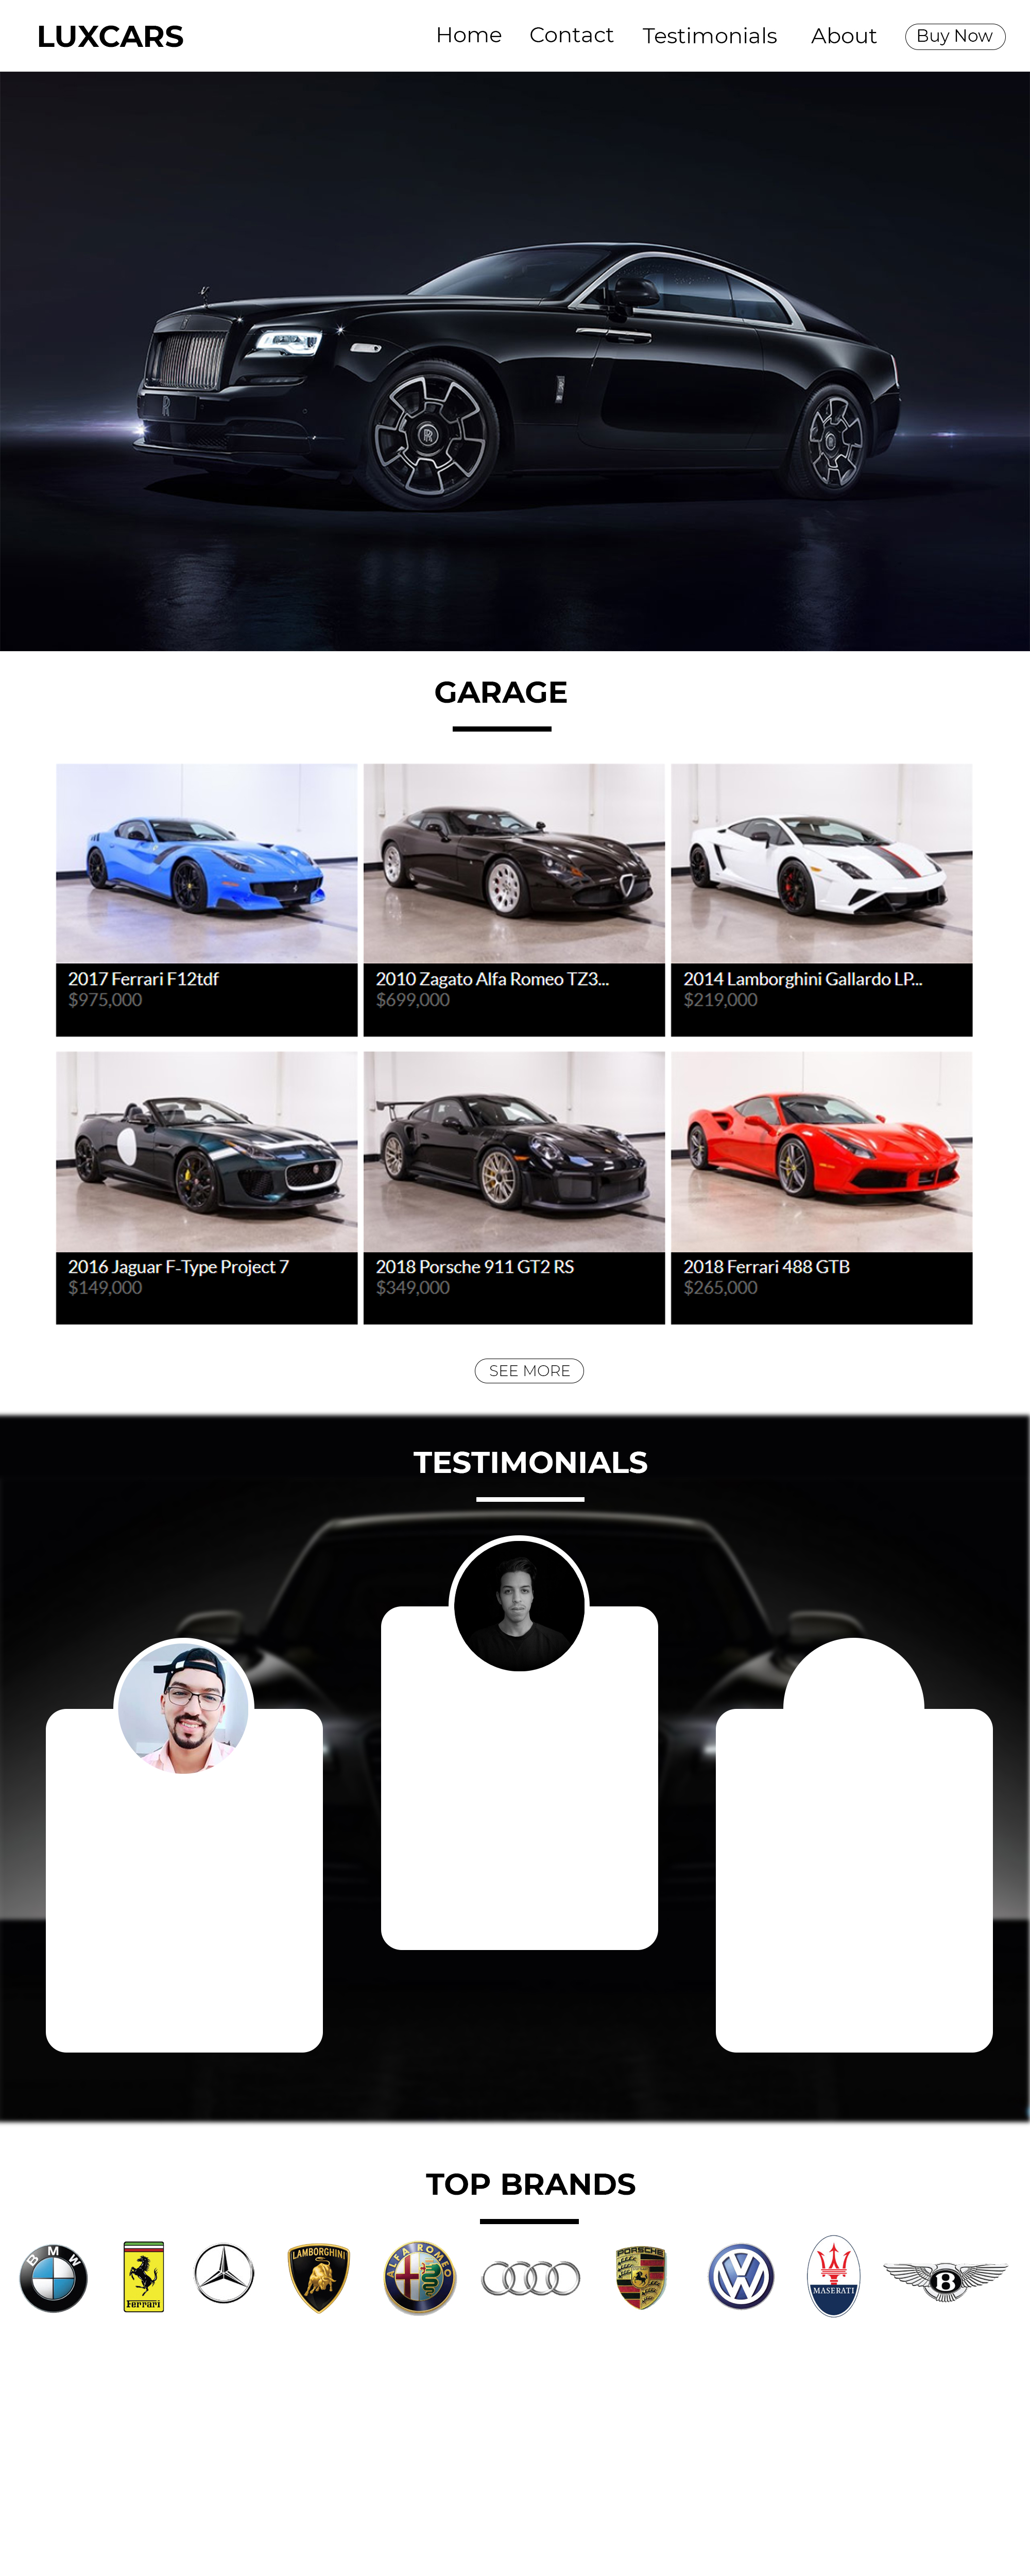 LUXCARS
Home Contact Testimonials About Buy Now
GARAGE
2017 Ferrari F12tdf
$975,000
2010 Zagato Alfa Romeo TZ3...
$699,000
2014 Lamborghini Gallardo LP...
$219,000
2016 Jaguar F-Type Project 7
$149,000
2018 Porsche 911 GT2 RS
$349,000
2018 Ferrari 488 GTB
$265,000
SEE MORE
TESTIMONIALS
TOP BRANDS
BMW
Ferrari
LAMBORGHINI
ALFA ROMEO
PORSCHE
MASERATI
B